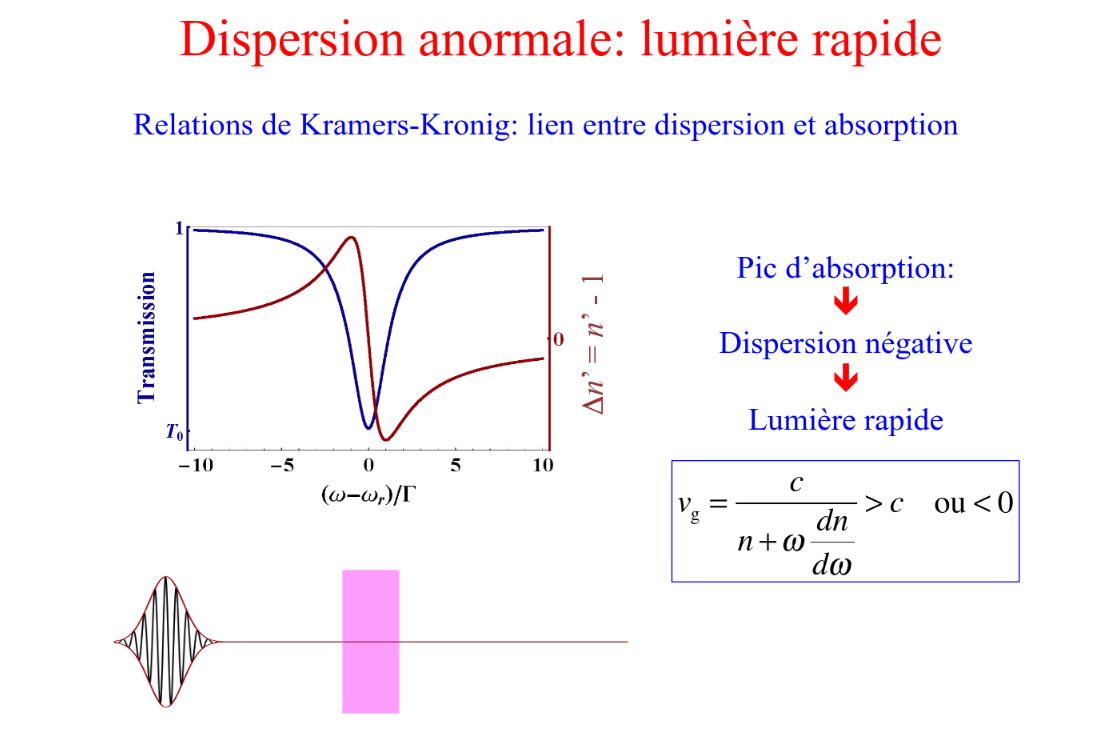 Dispersion anormale: lumière rapide
Relations de Kramers-Kronig: lien entre dispersion et absorption
1
Transmission
T₀
0
Δn’ = n’ - 1
−10 −5 0 5 10
(ω−ωᵣ)/Γ
Pic d’absorption:
Dispersion négative
Lumière rapide
v_g = c / (n + ω dn/dω) > c ou < 0